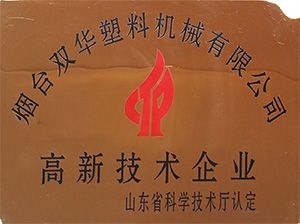 烟台双华塑料机械有限公司
高新技术企业
山东省科学技术厅认定